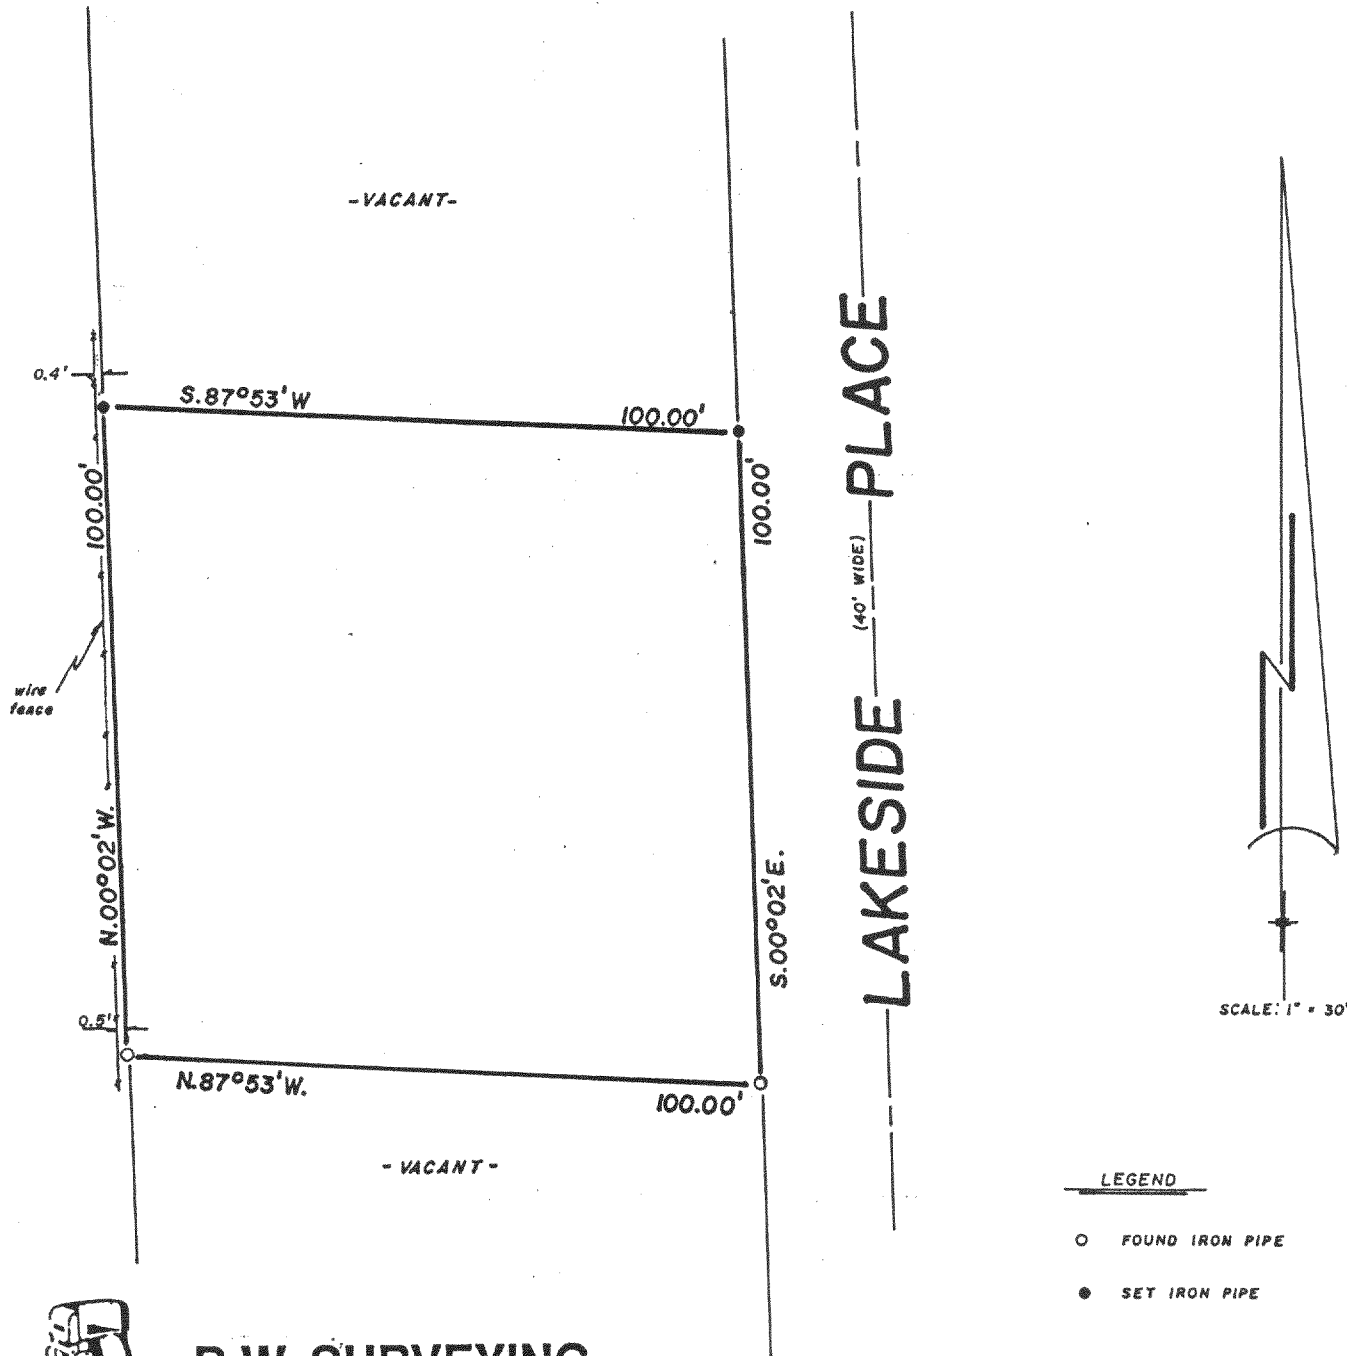 -VACANT-
0.4'
S.87°53'W
100.00'
100.00'
100.00'
wire
fence
N.00°02'W.
S.00°02'E.
LAKESIDE PLACE
(40' WIDE)
0.5'
N.87°53'W.
100.00'
- VACANT -
SCALE: 1" = 30'
LEGEND
FOUND IRON PIPE
SET IRON PIPE
SURVEYING